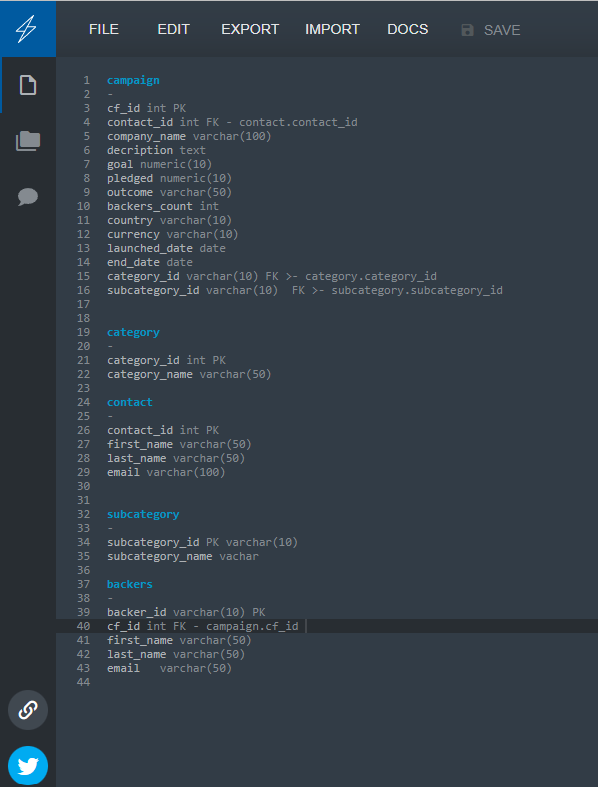 FILE EDIT EXPORT IMPORT DOCS SAVE
1 campaign
2 -
3 cf_id int PK
4 contact_id int FK - contact.contact_id
5 company_name varchar(100)
6 decription text
7 goal numeric(10)
8 pledged numeric(10)
9 outcome varchar(50)
10 backers_count int
11 country varchar(10)
12 currency varchar(10)
13 launched_date date
14 end_date date
15 category_id varchar(10) FK >- category.category_id
16 subcategory_id varchar(10)  FK >- subcategory.subcategory_id
17
18
19 category
20 -
21 category_id int PK
22 category_name varchar(50)
23
24 contact
25 -
26 contact_id int PK
27 first_name varchar(50)
28 last_name varchar(50)
29 email varchar(100)
30
31
32 subcategory
33 -
34 subcategory_id PK varchar(10)
35 subcategory_name vachar
36
37 backers
38 -
39 backer_id varchar(10) PK
40 cf_id int FK - campaign.cf_id
41 first_name varchar(50)
42 last_name varchar(50)
43 email   varchar(50)
44